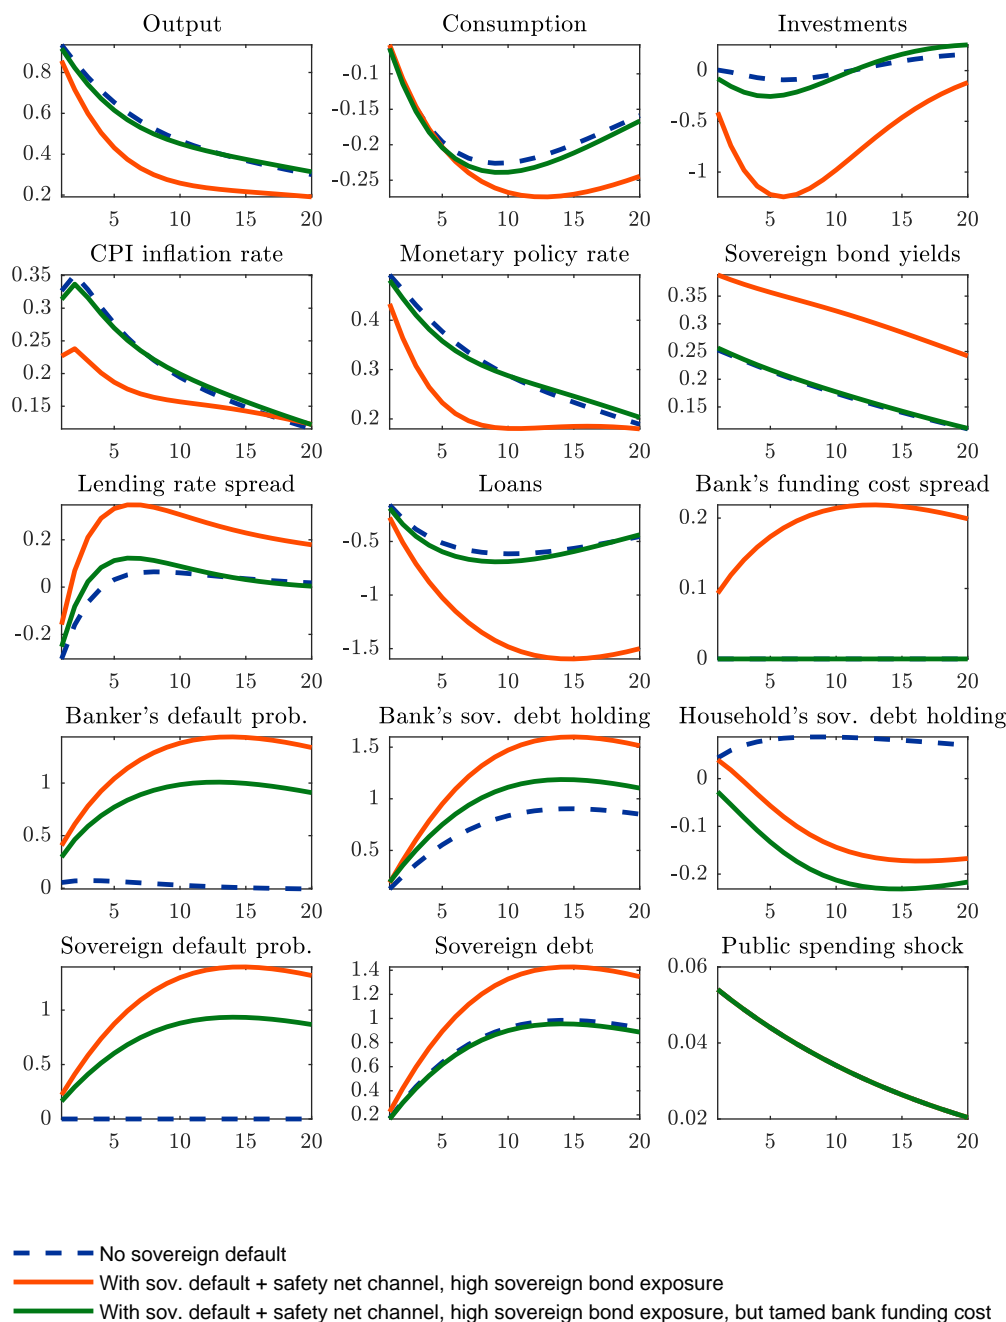 Output
Consumption
Investments
0.8
0.6
0.4
0.2
5 10 15 20
-0.1
-0.15
-0.2
-0.25
5 10 15 20
0
-0.5
-1
5 10 15 20
CPI inflation rate
Monetary policy rate
Sovereign bond yields
0.35
0.3
0.25
0.2
0.15
5 10 15 20
0.4
0.3
0.2
5 10 15 20
0.35
0.3
0.25
0.2
0.15
5 10 15 20
Lending rate spread
Loans
Bank's funding cost spread
0.2
0
-0.2
5 10 15 20
-0.5
-1
-1.5
5 10 15 20
0.2
0.1
0
5 10 15 20
Banker's default prob.
Bank's sov. debt holding
Household's sov. debt holding
1
0.5
0
5 10 15 20
1.5
1
0.5
5 10 15 20
0
-0.1
-0.2
5 10 15 20
Sovereign default prob.
Sovereign debt
Public spending shock
1
0.5
0
5 10 15 20
1.4
1.2
1
0.8
0.6
0.4
0.2
5 10 15 20
0.06
0.04
0.02
5 10 15 20
No sovereign default
With sov. default + safety net channel, high sovereign bond exposure
With sov. default + safety net channel, high sovereign bond exposure, but tamed bank funding cost